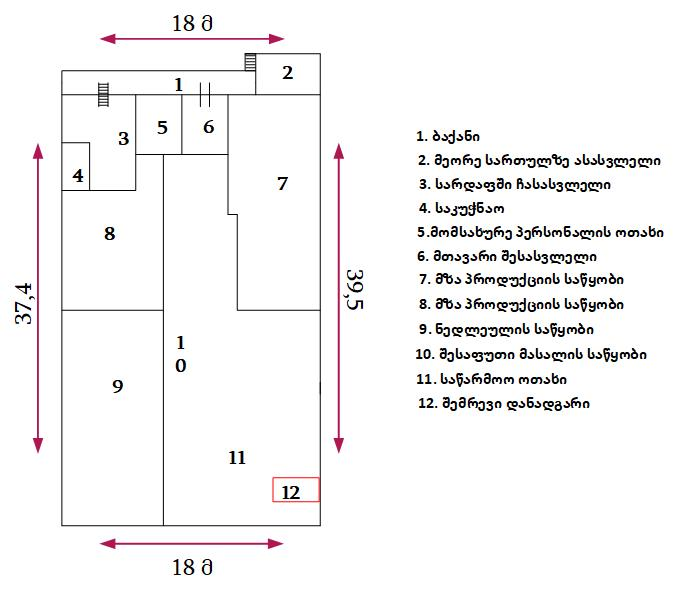 18 მ
1
2
3
4
5
6
7
8
9
1
0
11
12
37,4
39,5
18 მ
1. ბაქანი
2. მეორე სართულზე ასასვლელი
3. სარდაფში ჩასასვლელი
4. საკუჭნაო
5.მომსახურე პერსონალის ოთახი
6. მთავარი შესასვლელი
7. მზა პროდუქციის საწყობი
8. მზა პროდუქციის საწყობი
9. ნედლეულის საწყობი
10. შესაფუთი მასალის საწყობი
11. საწარმოო ოთახი
12. შემრევი დანადგარი